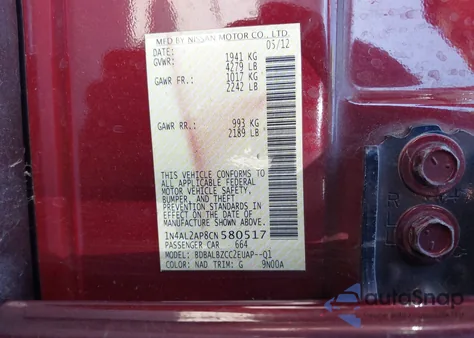 MFD BY NISSAN MOTOR CO., LTD.
DATE: 05/12
GVWR: 1941 KG
4279 LB
GAWR FR.: 1017 KG
2242 LB
GAWR RR.: 993 KG
2189 LB
THIS VEHICLE CONFORMS TO
ALL APPLICABLE FEDERAL
MOTOR VEHICLE SAFETY,
BUMPER, AND THEFT
PREVENTION STANDARDS IN
EFFECT ON THE DATE OF
MANUFACTURE SHOWN ABOVE.
1N4AL2AP8CN580517
PASSENGER CAR 664
MODEL: BDBALBZCC2EUAP--Q1
COLOR: NAD TRIM: G 9N00A
R
L
AutoSnap